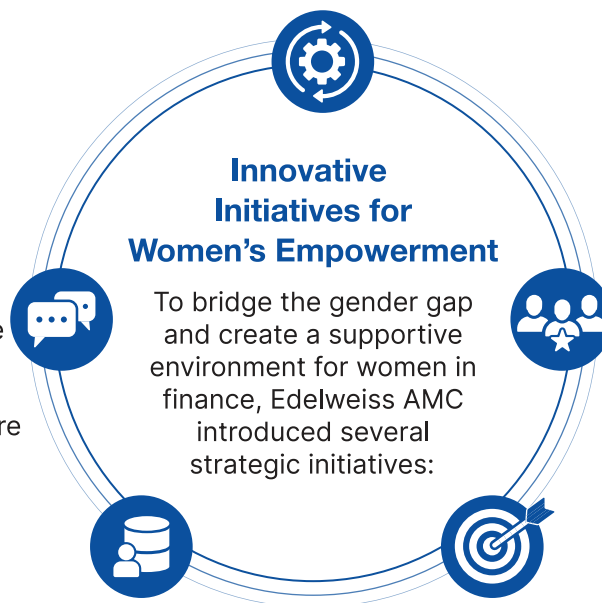 Innovative
Initiatives for
Women’s Empowerment
To bridge the gender gap
and create a supportive
environment for women in
finance, Edelweiss AMC
introduced several
strategic initiatives: